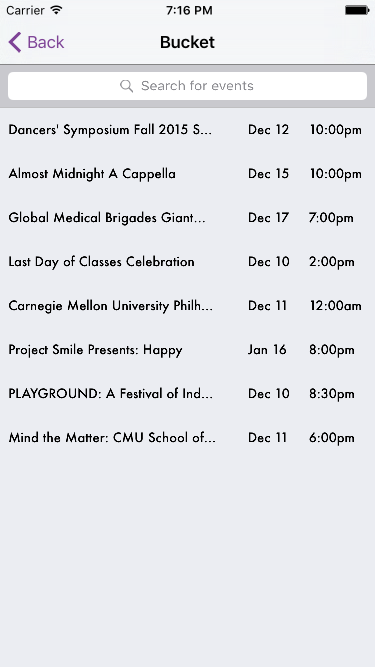 Carrier 7:16 PM
Back Bucket
Search for events
Dancers' Symposium Fall 2015 S... Dec 12 10:00pm
Almost Midnight A Cappella Dec 15 10:00pm
Global Medical Brigades Giant... Dec 17 7:00pm
Last Day of Classes Celebration Dec 10 2:00pm
Carnegie Mellon University Philh... Dec 11 12:00am
Project Smile Presents: Happy Jan 16 8:00pm
PLAYGROUND: A Festival of Ind... Dec 10 8:30pm
Mind the Matter: CMU School of... Dec 11 6:00pm